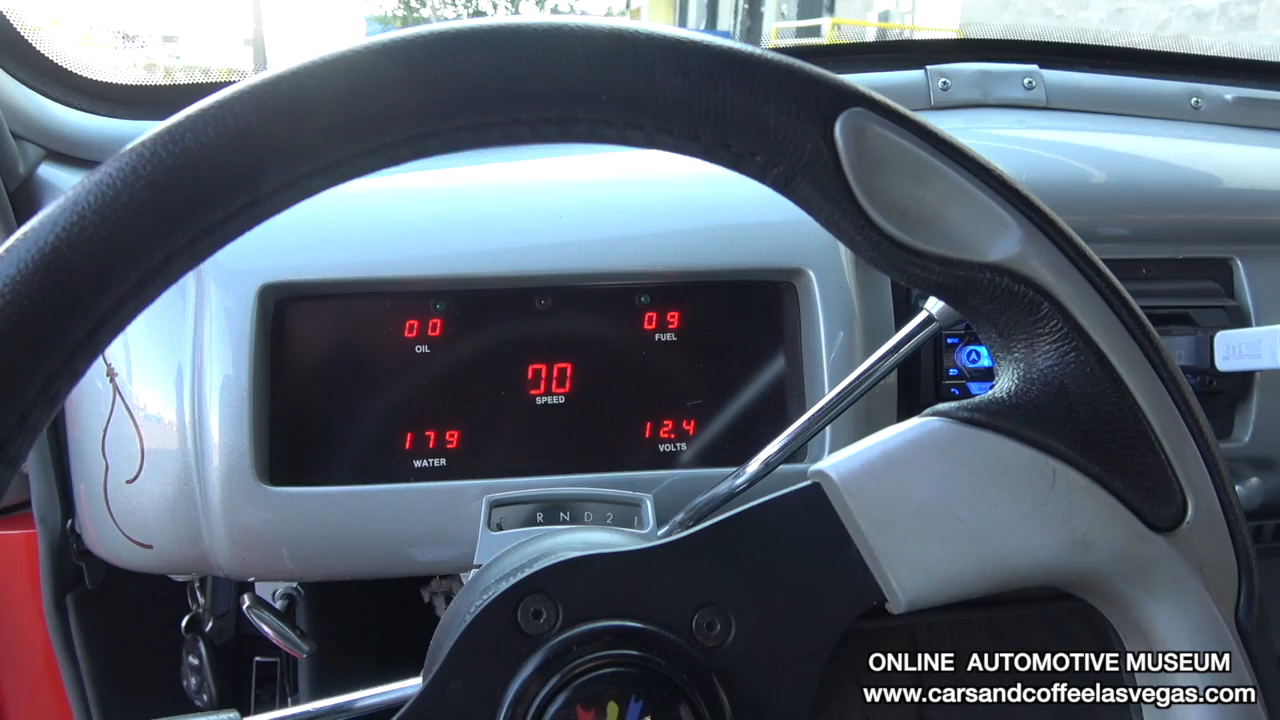 00 09
OIL FUEL
00
SPEED
179 12.4
WATER VOLTS
P R N D 2 1
ONLINE AUTOMOTIVE MUSEUM
www.carsandcoffeelasvegas.com